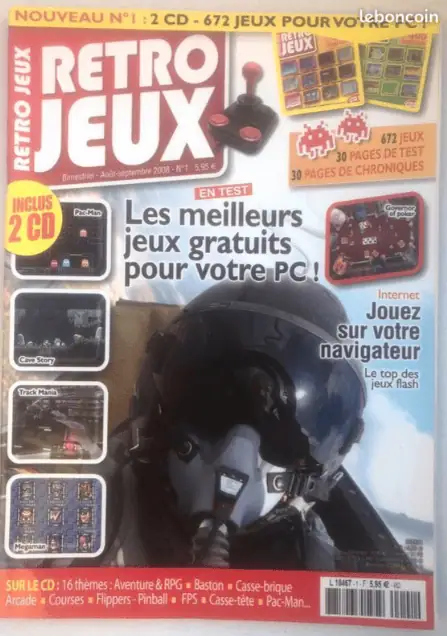 leboncoin
NOUVEAU N°1 : 2 CD - 672 JEUX POUR VOTRE PC !
RETRO JEUX
RETRO
JEUX
Bimestriel - Août-septembre 2008 - N°1 - 5,95 €
672 JEUX
30 PAGES DE TEST
30 PAGES DE CHRONIQUES
INCLUS
2 CD
EN TEST
Les meilleurs
jeux gratuits
pour votre PC !
Pac-Man
Governor
of poker
Internet
Jouez
sur votre
navigateur
Le top des
jeux flash
Cave Story
Track Mania
Megaman
SUR LE CD : 16 thèmes : Aventure & RPG ▪ Baston ▪ Casse-brique
Arcade ▪ Courses ▪ Flippers - Pinball ▪ FPS ▪ Casse-tête ▪ Pac-Man...
5,95 €